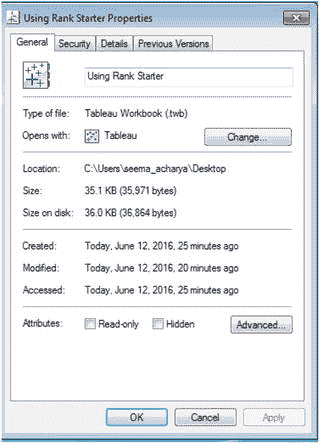 Using Rank Starter Properties
General Security Details Previous Versions
Using Rank Starter
Type of file: Tableau Workbook (.twb)
Opens with: Tableau Change...
Location: C:\Users\seema_acharya\Desktop
Size: 35.1 KB (35,971 bytes)
Size on disk: 36.0 KB (36,864 bytes)
Created: Today, June 12, 2016, 25 minutes ago
Modified: Today, June 12, 2016, 20 minutes ago
Accessed: Today, June 12, 2016, 25 minutes ago
Attributes: Read-only Hidden Advanced...
OK Cancel Apply